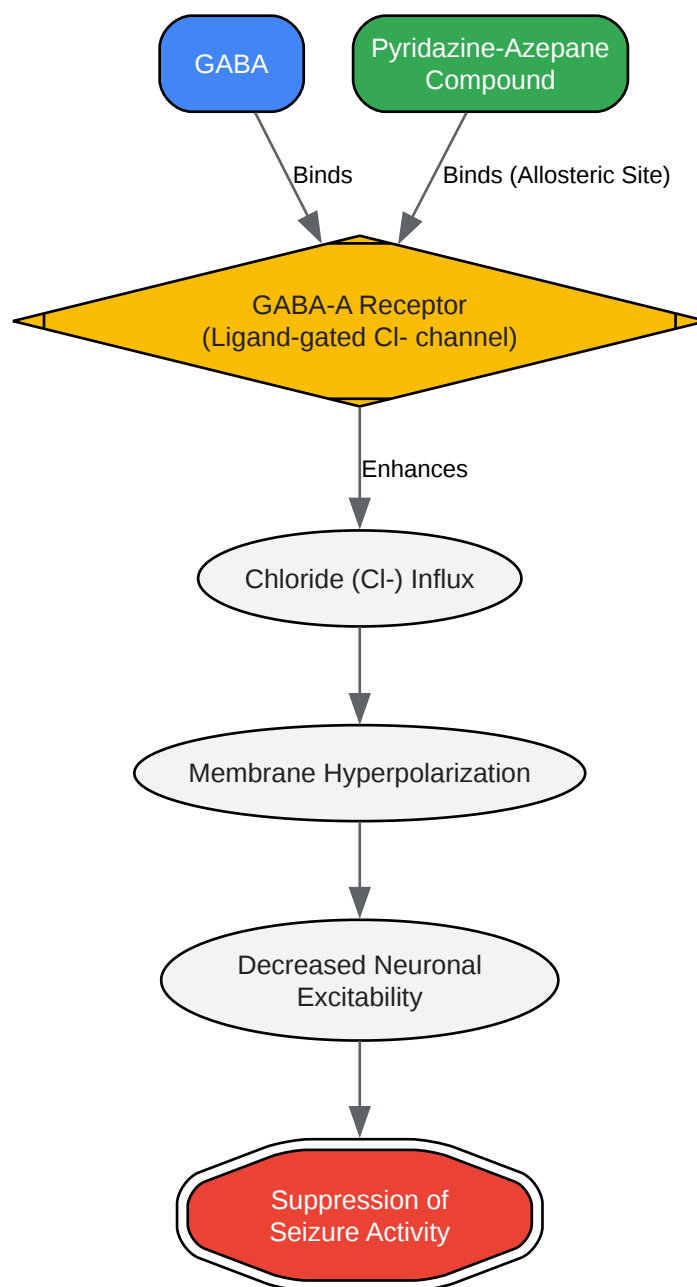 GABA
Pyridazine-Azepane
Compound
Binds
Binds (Allosteric Site)
GABA-A Receptor
(Ligand-gated Cl- channel)
Enhances
Chloride (Cl-) Influx
Membrane Hyperpolarization
Decreased Neuronal
Excitability
Suppression of
Seizure Activity